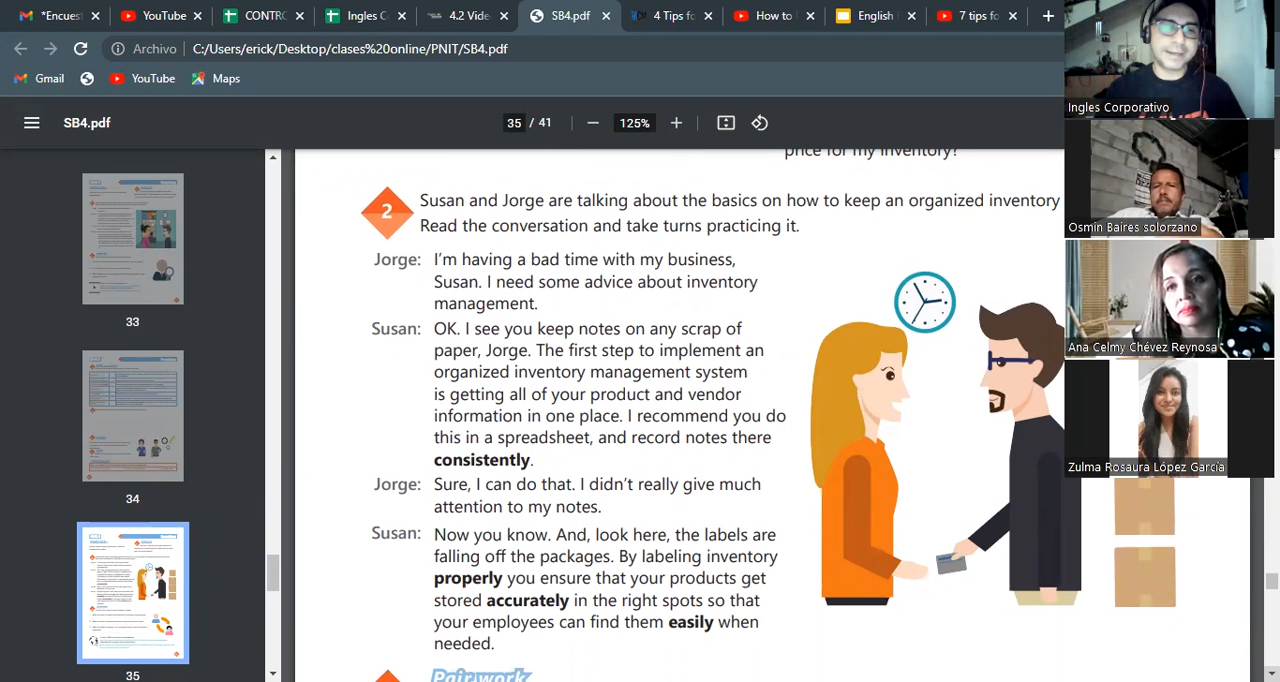 *Encues
YouTube
CONTRO
Ingles C
4.2 Vide
SB4.pdf
4 Tips fo
How to
English
7 tips fo
Archivo
C:/Users/erick/Desktop/clases%20online/PNIT/SB4.pdf
Gmail
YouTube
Maps
SB4.pdf
35 / 41
125%
33
34
35
price for my inventory?
2
Susan and Jorge are talking about the basics on how to keep an organized inventory
Read the conversation and take turns practicing it.
Jorge: I'm having a bad time with my business,
Susan. I need some advice about inventory
management.
Susan: OK. I see you keep notes on any scrap of
paper, Jorge. The first step to implement an
organized inventory management system
is getting all of your product and vendor
information in one place. I recommend you do
this in a spreadsheet, and record notes there
consistently.
Jorge: Sure, I can do that. I didn't really give much
attention to my notes.
Susan: Now you know. And, look here, the labels are
falling off the packages. By labeling inventory
properly you ensure that your products get
stored accurately in the right spots so that
your employees can find them easily when
needed.
Pair work
Ingles Corporativo
Osmin Baires solorzano
Ana Celmy Chévez Reynosa
Zulma Rosaura López García